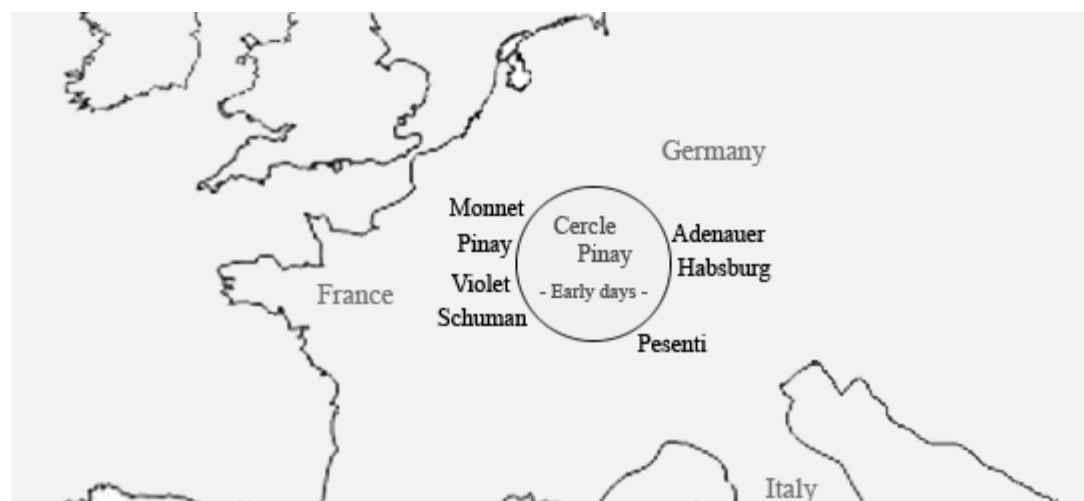 Germany
Monnet
Cercle
Pinay
Pinay
Adenauer
Habsburg
Violet
- Early days -
France
Schuman
Pesenti
Italy